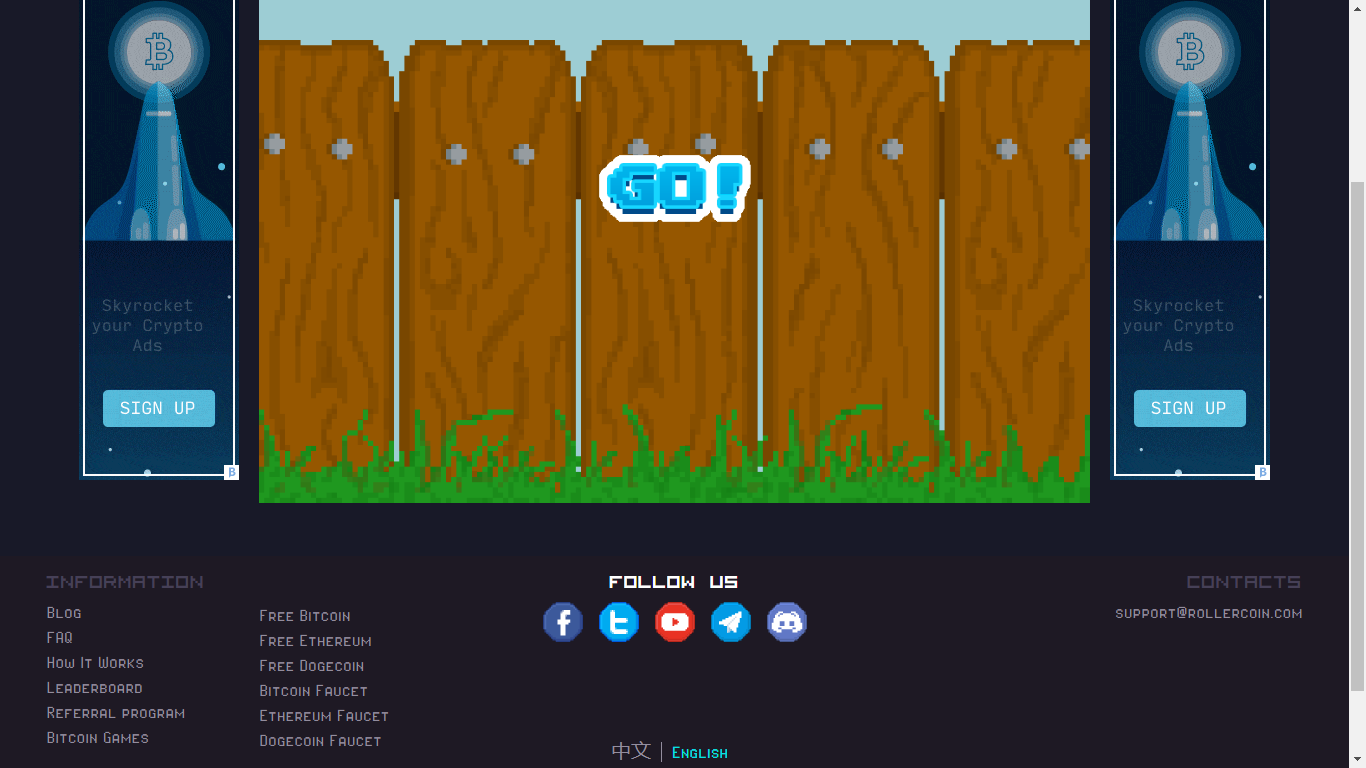 GO!
Skyrocket
your Crypto
Ads
SIGN UP
B
Skyrocket
your Crypto
Ads
SIGN UP
B
INFORMATION
Blog
FAQ
How It Works
Leaderboard
Referral program
Bitcoin Games
Free Bitcoin
Free Ethereum
Free Dogecoin
Bitcoin Faucet
Ethereum Faucet
Dogecoin Faucet
FOLLOW US
中文 | English
CONTACTS
support@rollercoin.com